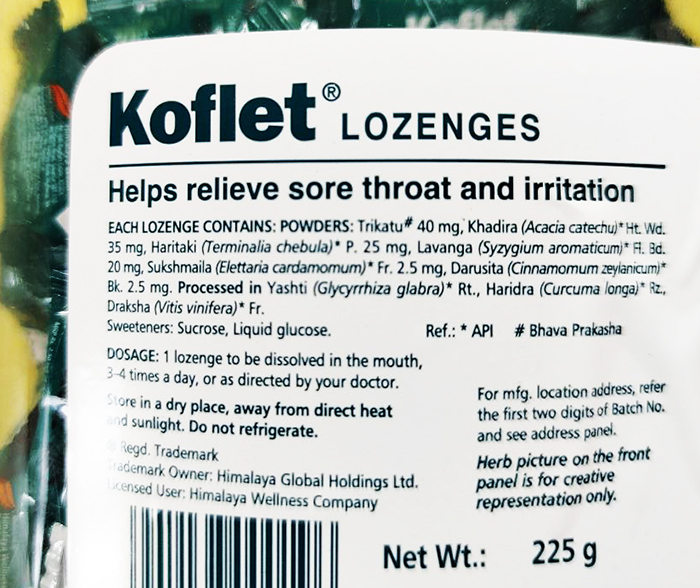 Koflet
Koflet® LOZENGES
Helps relieve sore throat and irritation
EACH LOZENGE CONTAINS: POWDERS: Trikatu# 40 mg, Khadira (Acacia catechu)* Ht. Wd.
35 mg, Haritaki (Terminalia chebula)* P. 25 mg, Lavanga (Syzygium aromaticum)* Fl. Bd.
20 mg, Sukshmaila (Elettaria cardamomum)* Fr. 2.5 mg, Darusita (Cinnamomum zeylanicum)*
Bk. 2.5 mg. Processed in Yashti (Glycyrrhiza glabra)* Rt., Haridra (Curcuma longa)* Rz.,
Draksha (Vitis vinifera)* Fr.
Sweeteners: Sucrose, Liquid glucose. Ref.: * API # Bhava Prakasha
DOSAGE: 1 lozenge to be dissolved in the mouth,
3-4 times a day, or as directed by your doctor.
Store in a dry place, away from direct heat
and sunlight. Do not refrigerate.
® Regd. Trademark
Trademark Owner: Himalaya Global Holdings Ltd.
Licensed User: Himalaya Wellness Company
For mfg. location address, refer
the first two digits of Batch No.
and see address panel.
Herb picture on the front
panel is for creative
representation only.
Net Wt.: 225 g